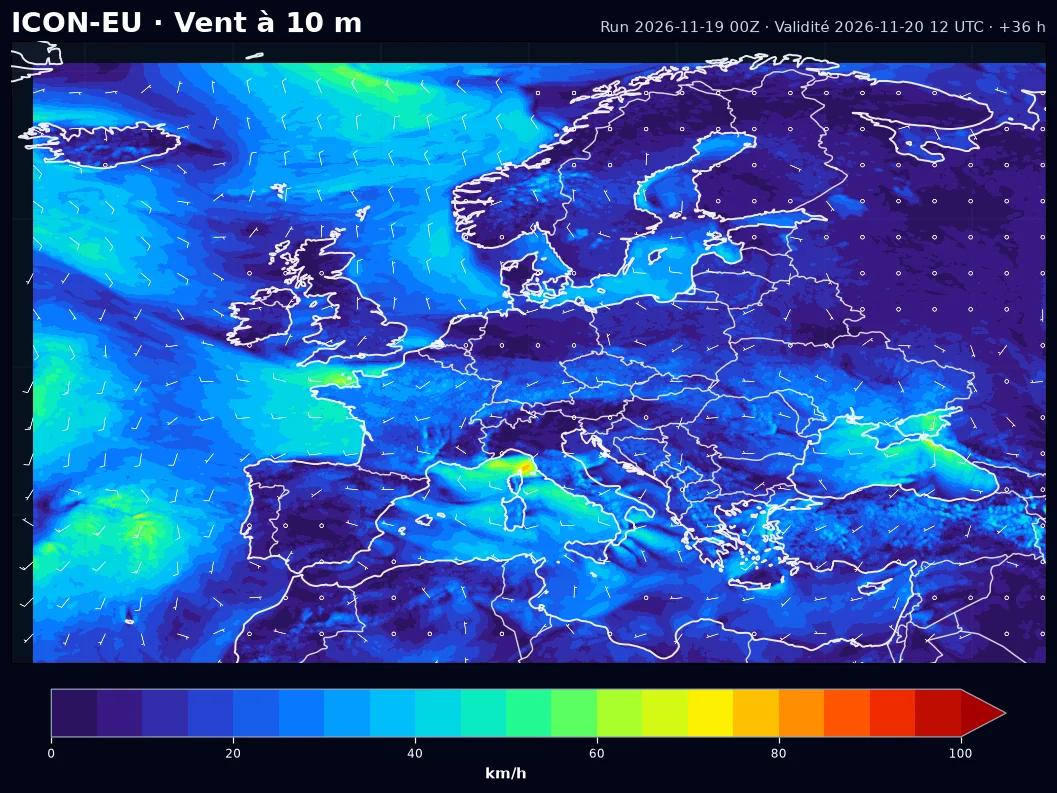 ICON-EU · Vent à 10 m
Run 2026-11-19 00Z · Validité 2026-11-20 12 UTC · +36 h
0 20 40 60 80 100
km/h